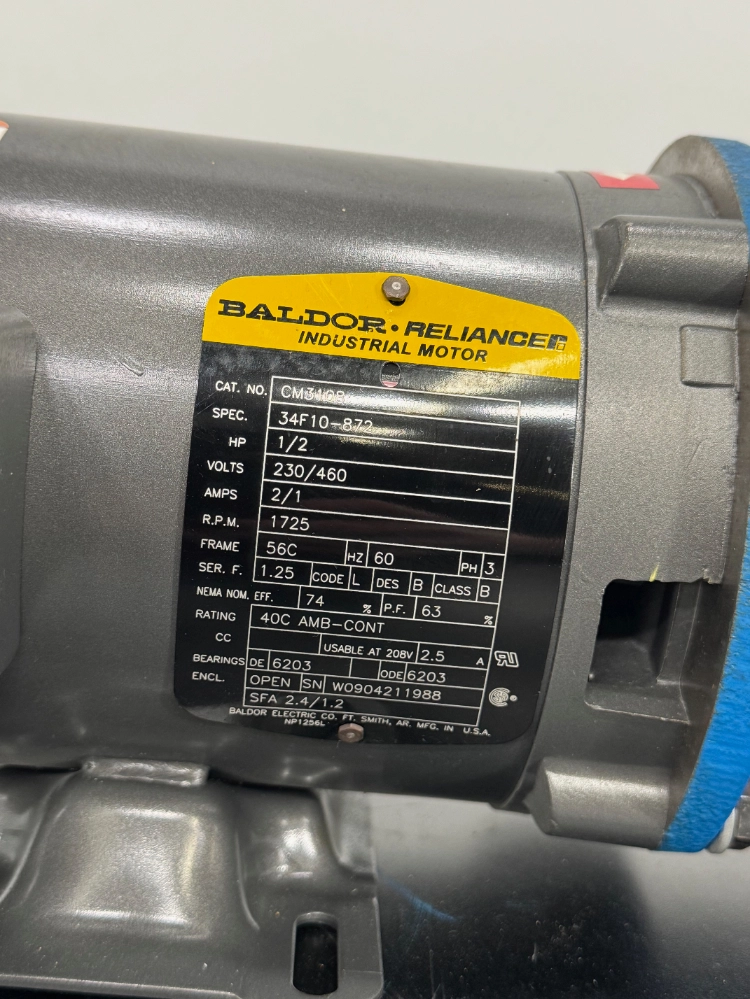 BALDOR · RELIANCER
INDUSTRIAL MOTOR
CAT. NO. CM3108
SPEC. 34F10-872
HP 1/2
VOLTS 230/460
AMPS 2/1
R.P.M. 1725
FRAME 56C HZ 60 PH 3
SER. F. 1.25 CODE L DES B CLASS B
NEMA NOM. EFF. 74 % P.F. 63 %
RATING 40C AMB-CONT
CC USABLE AT 208V 2.5 A
BEARINGS DE 6203 ODE 6203
ENCL. OPEN SN W0904211988
SFA 2.4/1.2
BALDOR ELECTRIC CO. FT. SMITH, AR. MFG. IN U.S.A.
NP1256L